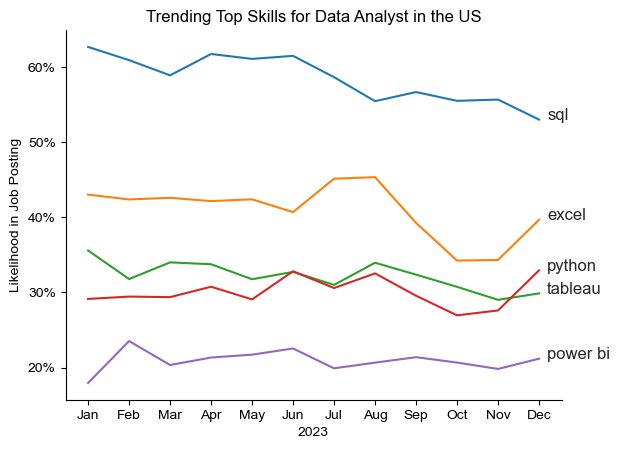 Trending Top Skills for Data Analyst in the US
Likelihood in Job Posting
60%
50%
40%
30%
20%
sql
excel
python
tableau
power bi
Jan Feb Mar Apr May Jun Jul Aug Sep Oct Nov Dec
2023